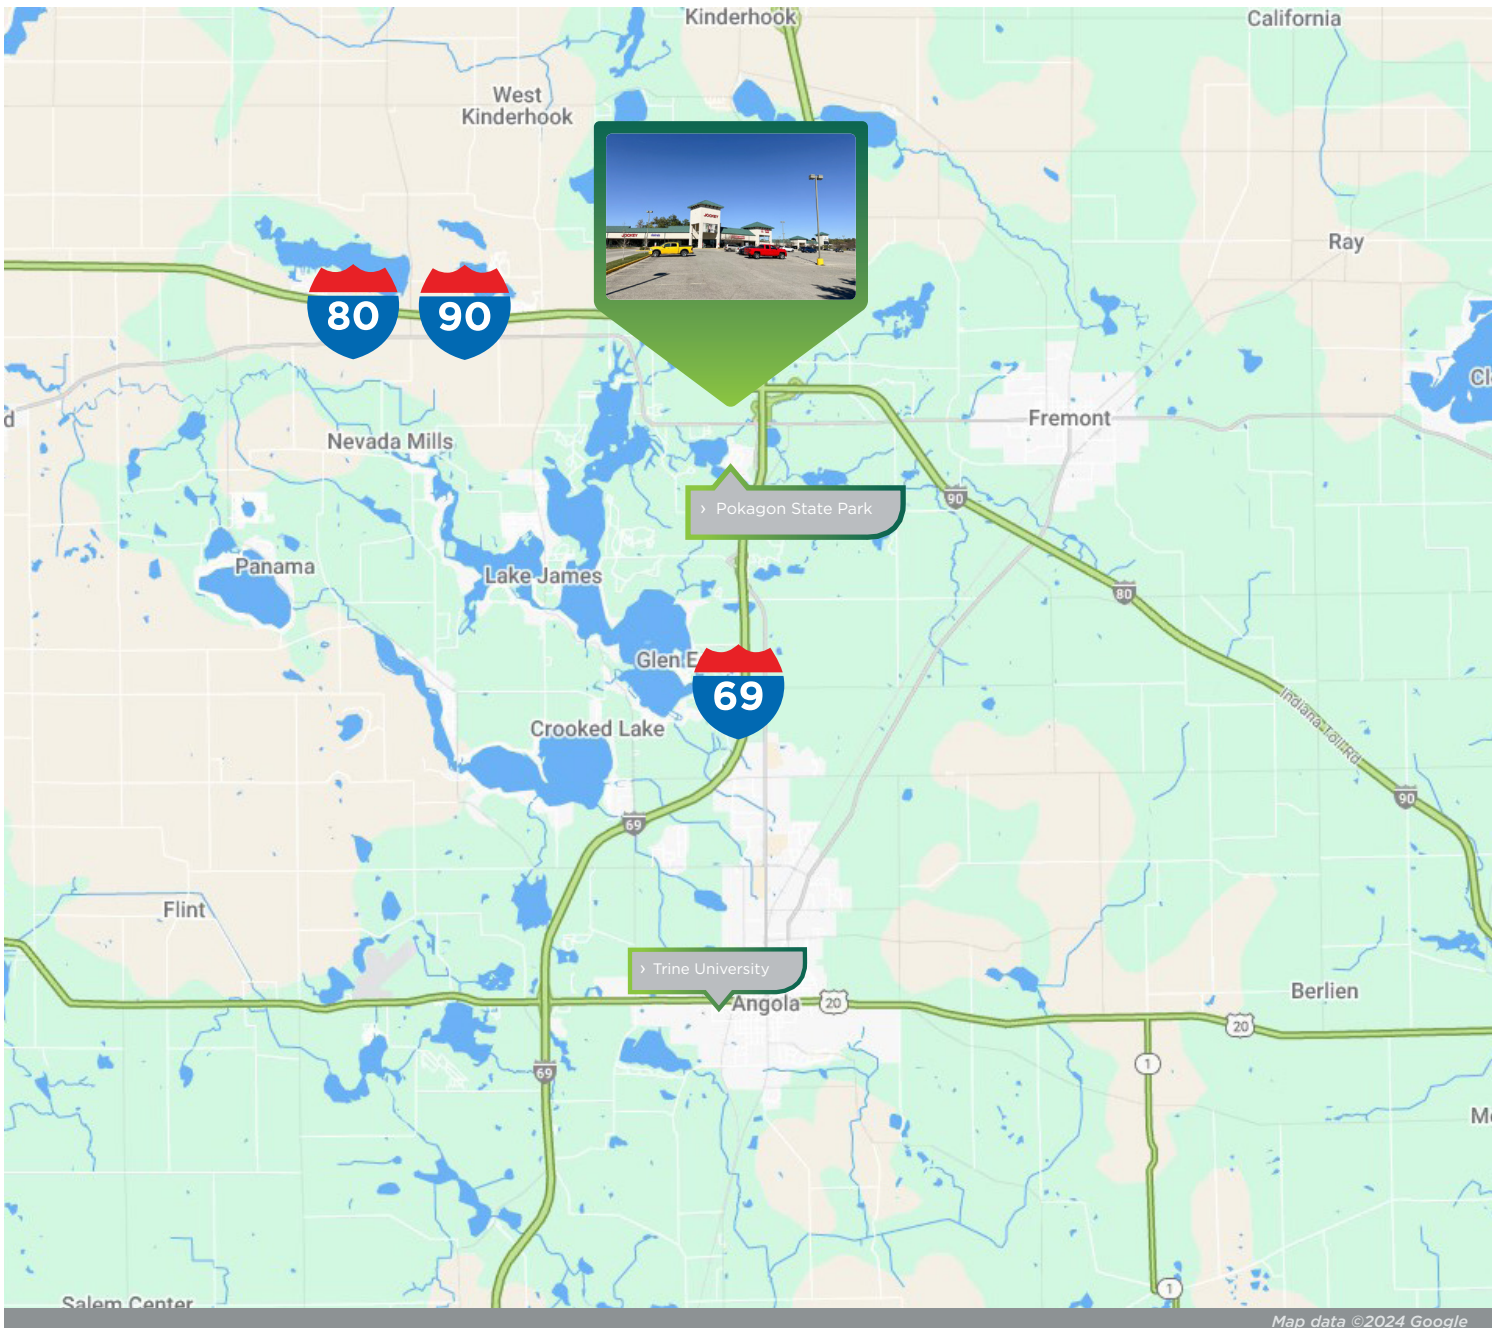 Kinderhook
California
West
Kinderhook
JOCKEY
Ray
80
90
Fremont
Nevada Mills
90
› Pokagon State Park
Panama
Lake James
80
Glen E
69
Crooked Lake
Indiana Toll Rd
90
69
Flint
› Trine University
Angola
20
Berlien
20
1
69
1
Salem Center
Map data ©2024 Google